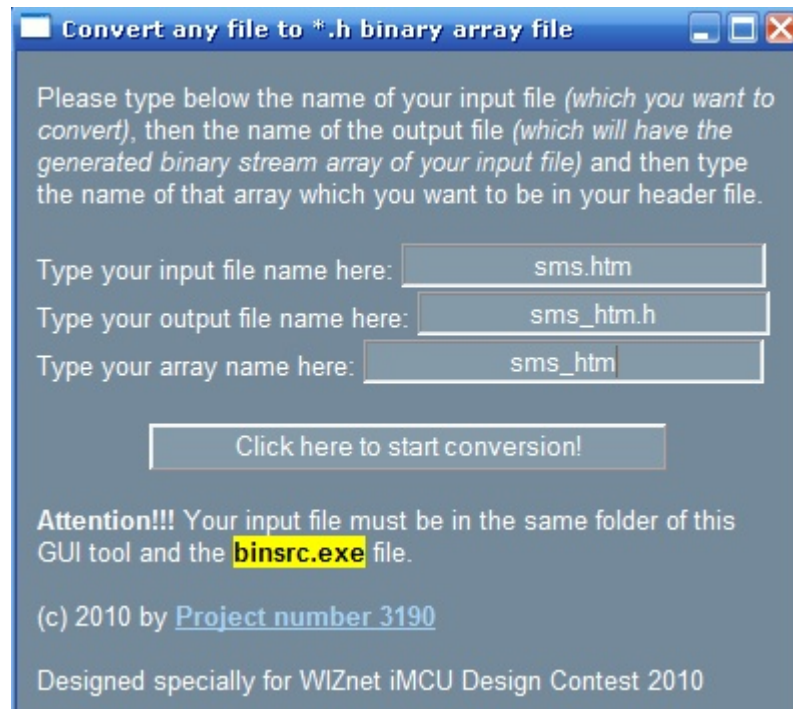 Convert any file to *.h binary array file
Please type below the name of your input file (which you want to
convert), then the name of the output file (which will have the
generated binary stream array of your input file) and then type
the name of that array which you want to be in your header file.
Type your input file name here: sms.htm
Type your output file name here: sms_htm.h
Type your array name here: sms_htm
Click here to start conversion!
Attention!!! Your input file must be in the same folder of this
GUI tool and the binsrc.exe file.
(c) 2010 by Project number 3190
Designed specially for WIZnet iMCU Design Contest 2010